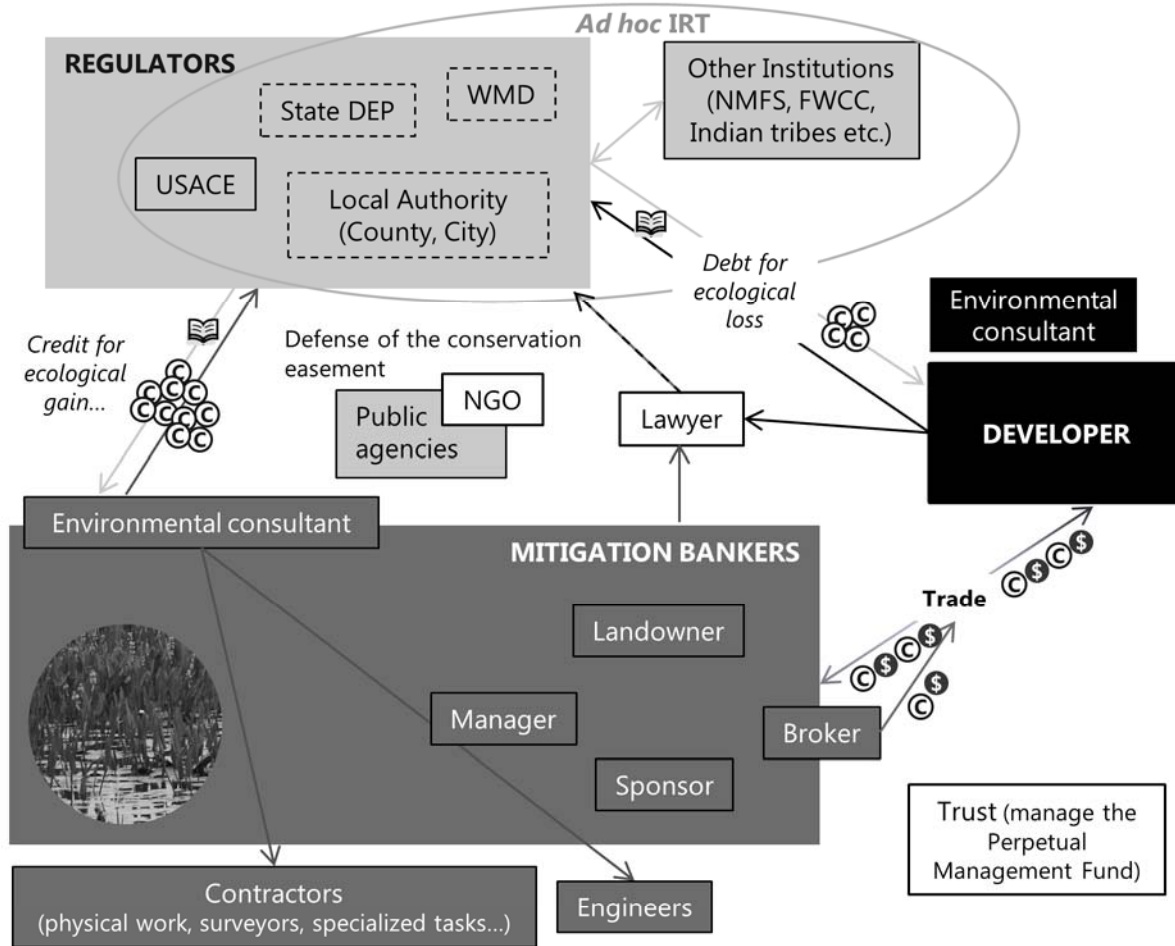 Ad hoc IRT
REGULATORS
State DEP
WMD
Other Institutions
(NMFS, FWCC,
Indian tribes etc.)
USACE
Local Authority
(County, City)
Debt for
ecological
loss
Environmental
consultant
DEVELOPER
Credit for
ecological
gain...
C C C C C C C C C
C C C C
Defense of the conservation
easement
NGO
Public
agencies
Lawyer
Environmental consultant
MITIGATION BANKERS
Landowner
Manager
Sponsor
Broker
C $ C $
Trade
C $ C $
C $
Trust (manage the
Perpetual
Management Fund)
Contractors
(physical work, surveyors, specialized tasks...)
Engineers